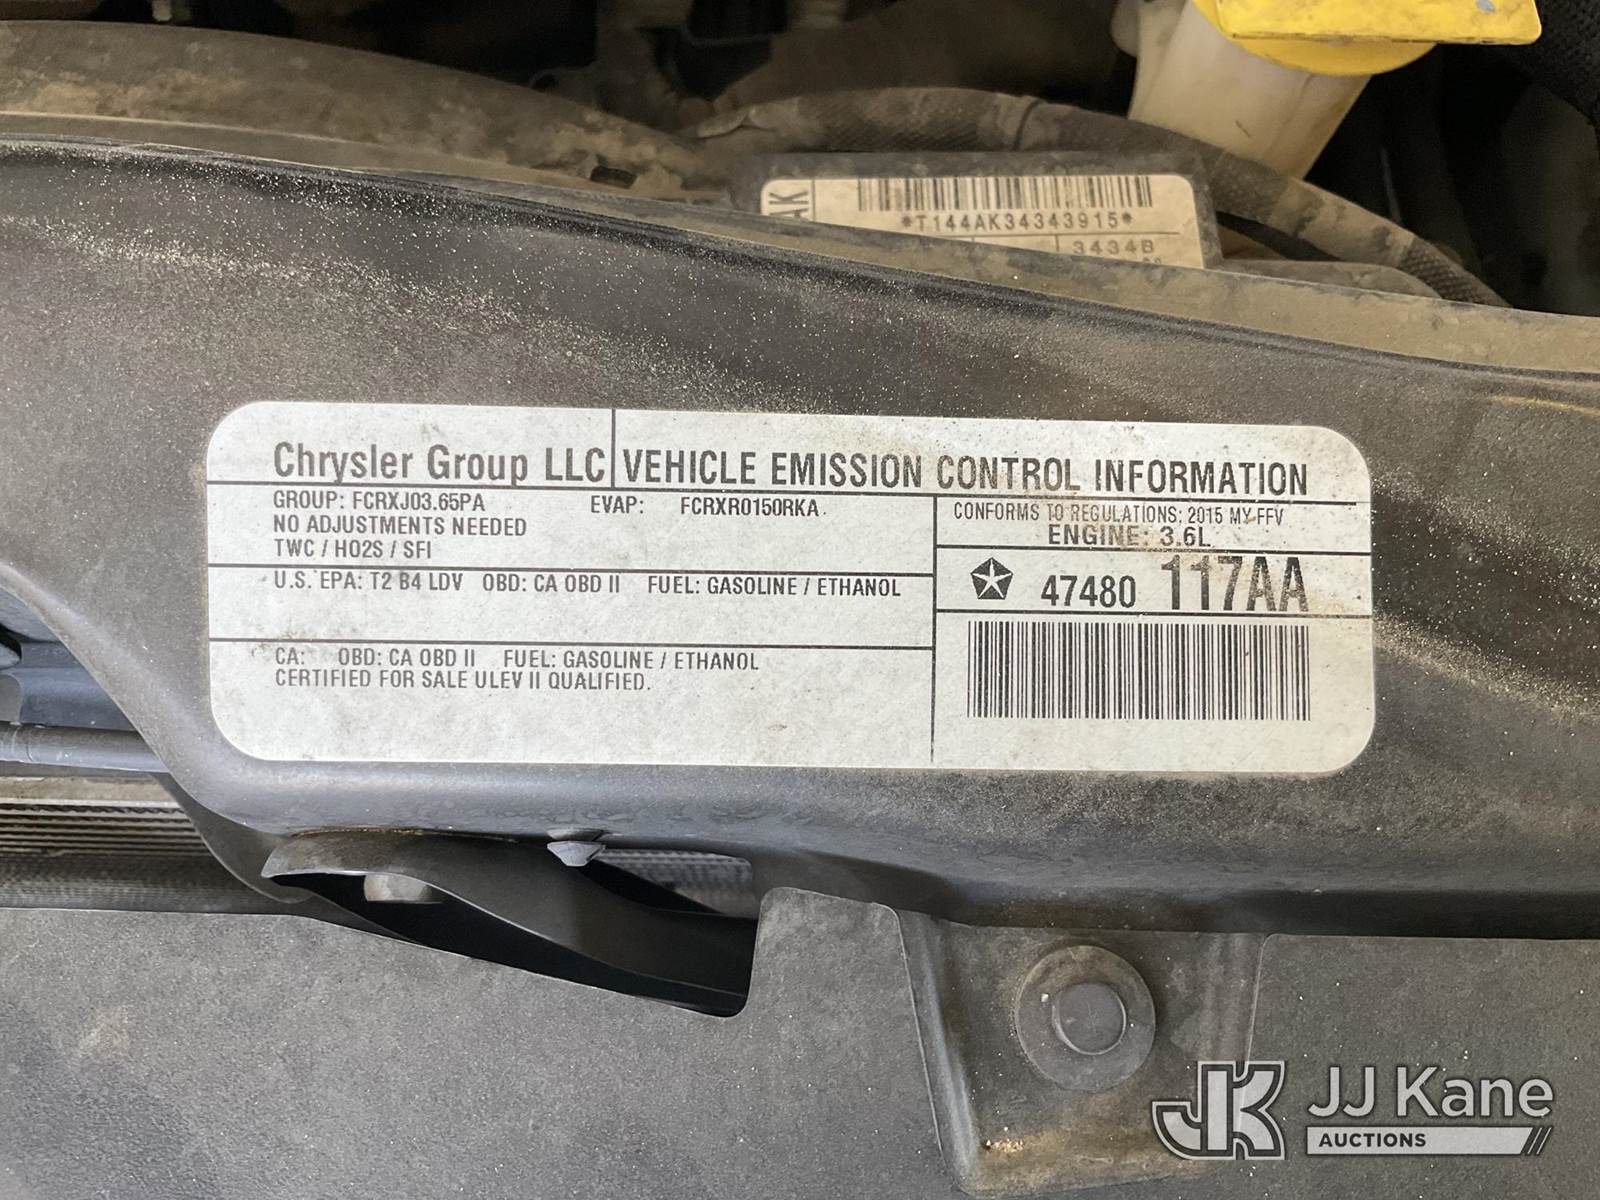 AK
*T144AK34343915*
3434B
Chrysler Group LLC VEHICLE EMISSION CONTROL INFORMATION
GROUP: FCRXJ03.65PA EVAP: FCRXR0150RKA
NO ADJUSTMENTS NEEDED
TWC / HO2S / SFI
CONFORMS TO REGULATIONS: 2015 MY FFV
ENGINE: 3.6L
U.S. EPA: T2 B4 LDV OBD: CA OBD II FUEL: GASOLINE / ETHANOL
47480 117AA
CA: OBD: CA OBD II FUEL: GASOLINE / ETHANOL
CERTIFIED FOR SALE ULEV II QUALIFIED.
JK JJ Kane
AUCTIONS